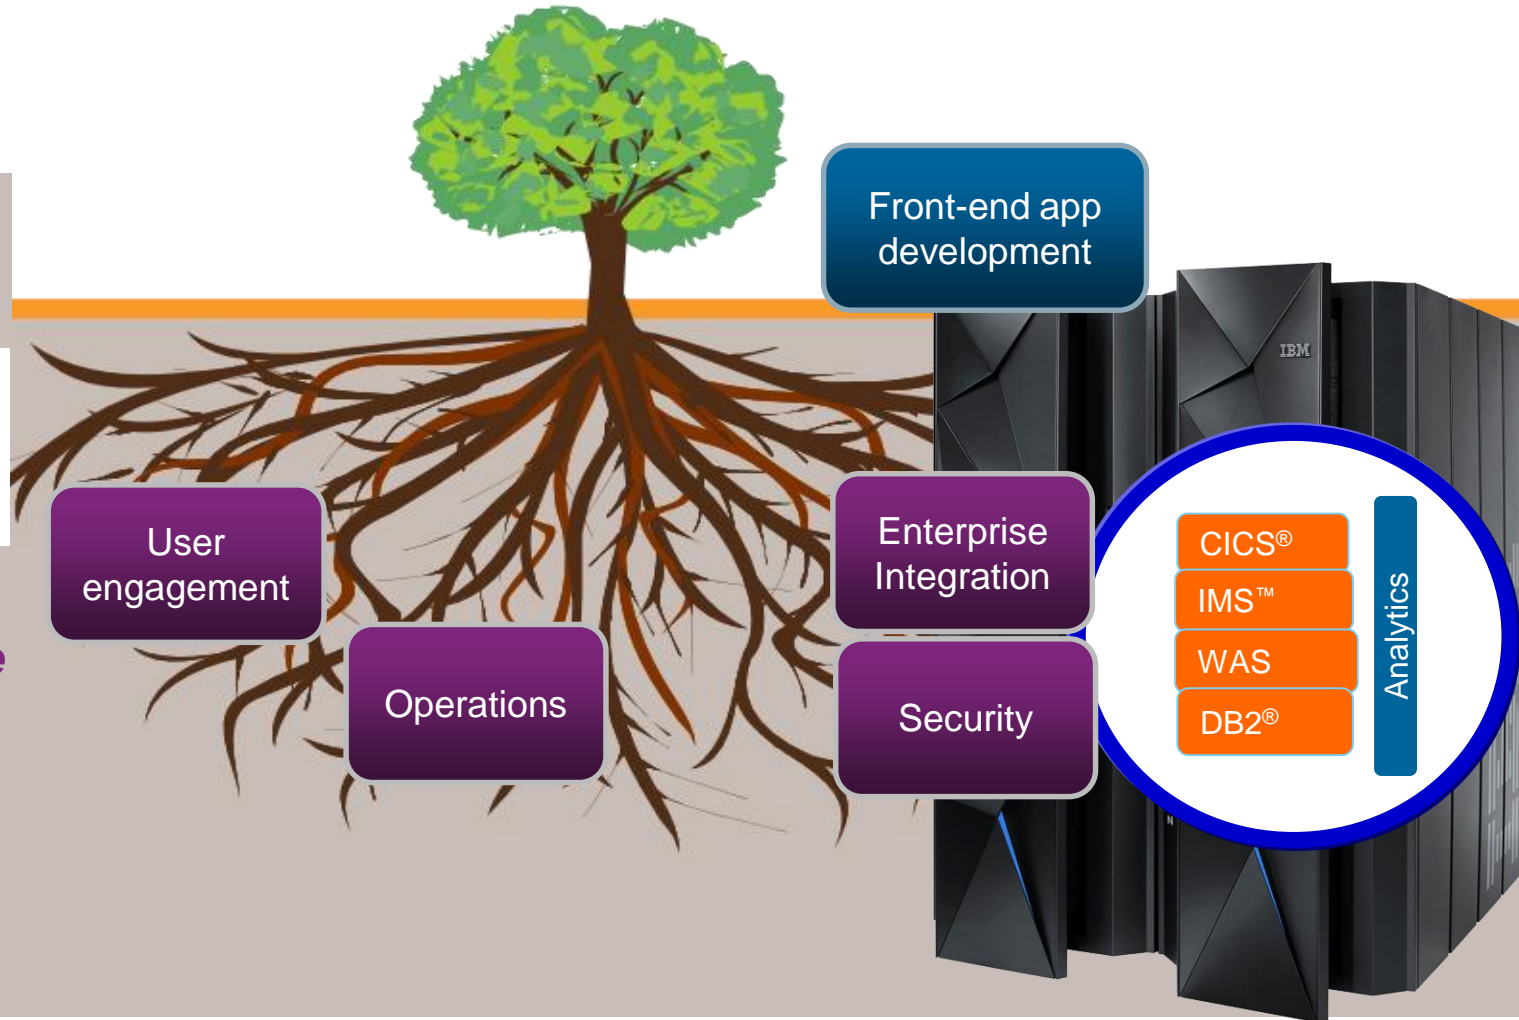 Front-end app
development
IBM
User
engagement
Operations
Enterprise
Integration
Security
CICS®
IMS™
WAS
DB2®
Analytics
e
N